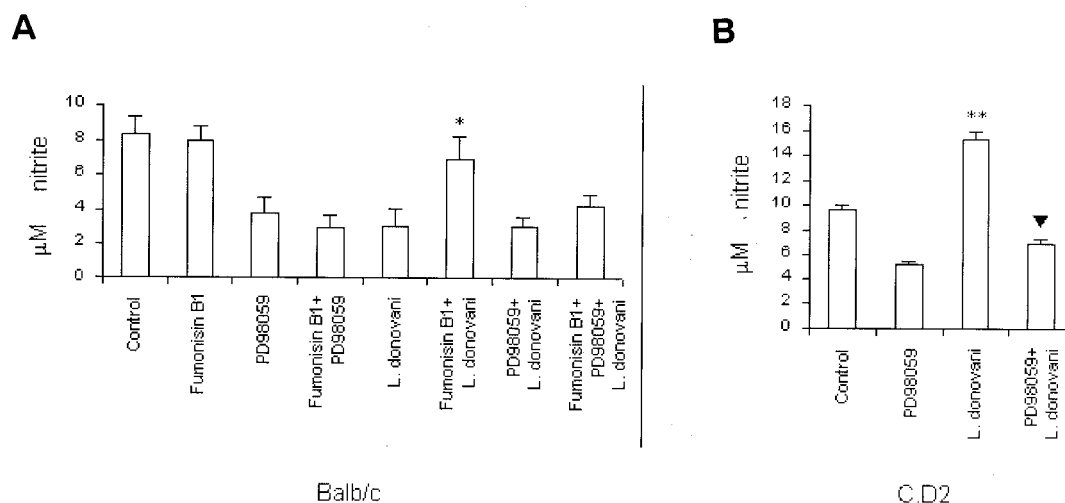 A
B
µM nitrite
10
8
6
4
2
0
*
Control
Fumonisin B1
PD98059
Fumonisin B1+
PD98059
L. donovani
Fumonisin B1+
L. donovani
PD98059+
L. donovani
Fumonisin B1+
PD98059+
L. donovani
Balb/c
µM nitrite
18
16
14
12
10
8
6
4
2
0
**
Control
PD98059
L. donovani
PD98059+
L. donovani
C.D2